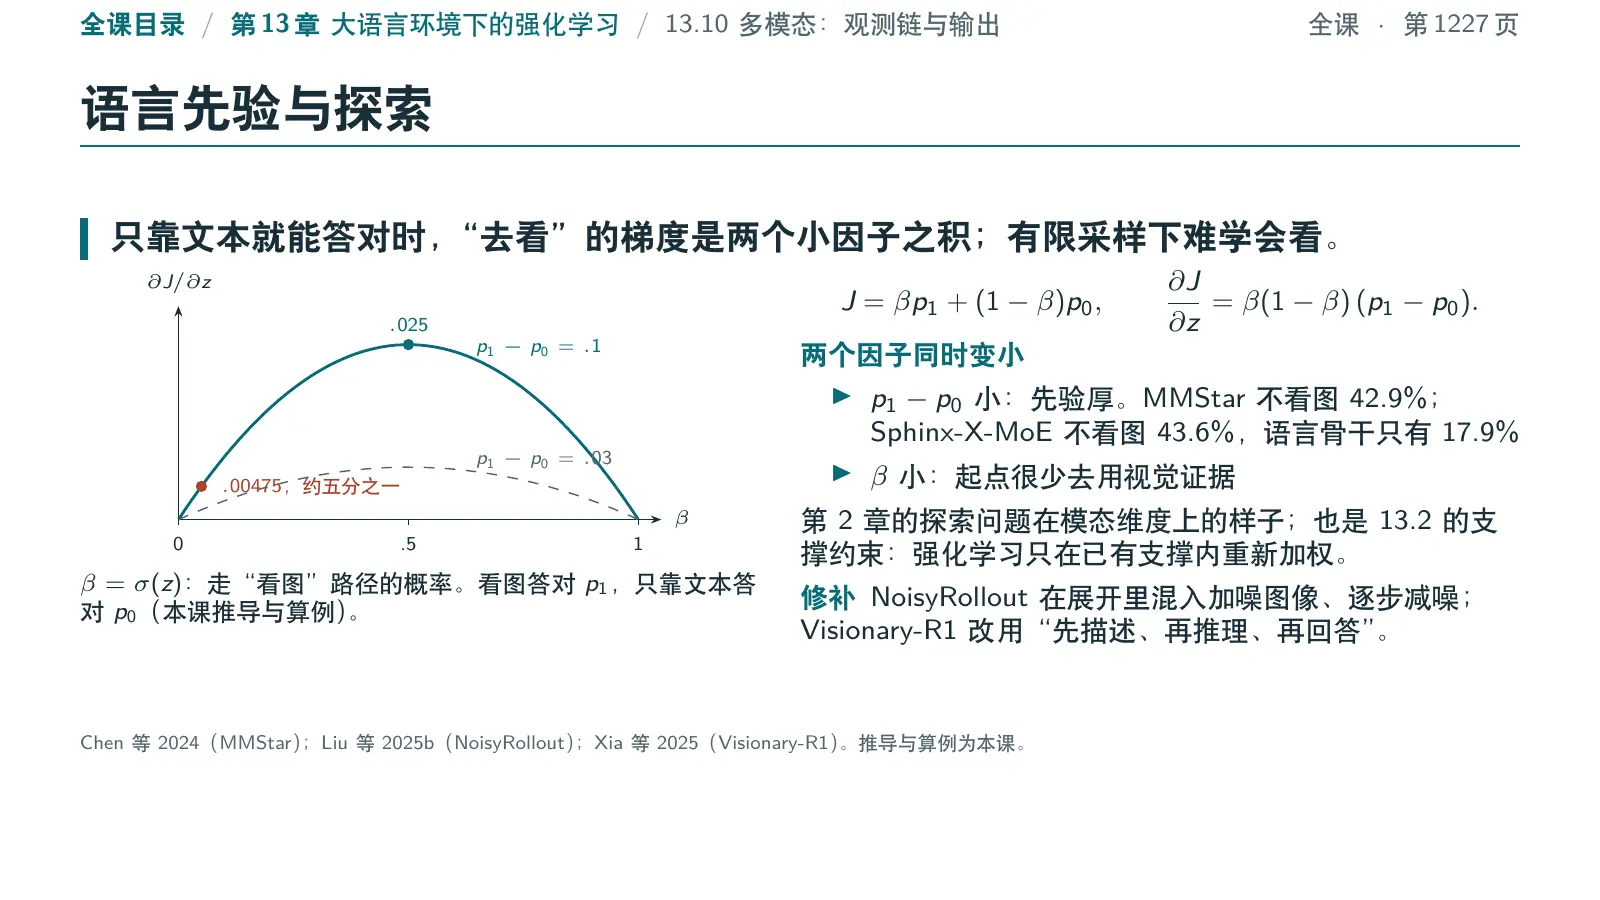 全课目录 / 第 13 章 大语言环境下的强化学习 / 13.10 多模态：观测链与输出
全课 · 第 1227 页
语言先验与探索
只靠文本就能答对时，“去看”的梯度是两个小因子之积；有限采样下难学会看。
∂J/∂z
.025
p₁ − p₀ = .1
p₁ − p₀ = .03
.00475，约五分之一
β
0 .5 1
β = σ(z)：走“看图”路径的概率。看图答对 p₁，只靠文本答
对 p₀（本课推导与算例）。
J = βp₁ + (1 − β)p₀, ∂J/∂z = β(1 − β) (p₁ − p₀).
两个因子同时变小
▶ p₁ − p₀ 小：先验厚。MMStar 不看图 42.9%；
Sphinx-X-MoE 不看图 43.6%，语言骨干只有 17.9%
▶ β 小：起点很少去用视觉证据
第 2 章的探索问题在模态维度上的样子；也是 13.2 的支
撑约束：强化学习只在已有支撑内重新加权。
修补 NoisyRollout 在展开里混入加噪图像、逐步减噪；
Visionary-R1 改用“先描述、再推理、再回答”。
Chen 等 2024（MMStar）；Liu 等 2025b（NoisyRollout）；Xia 等 2025（Visionary-R1）。推导与算例为本课。